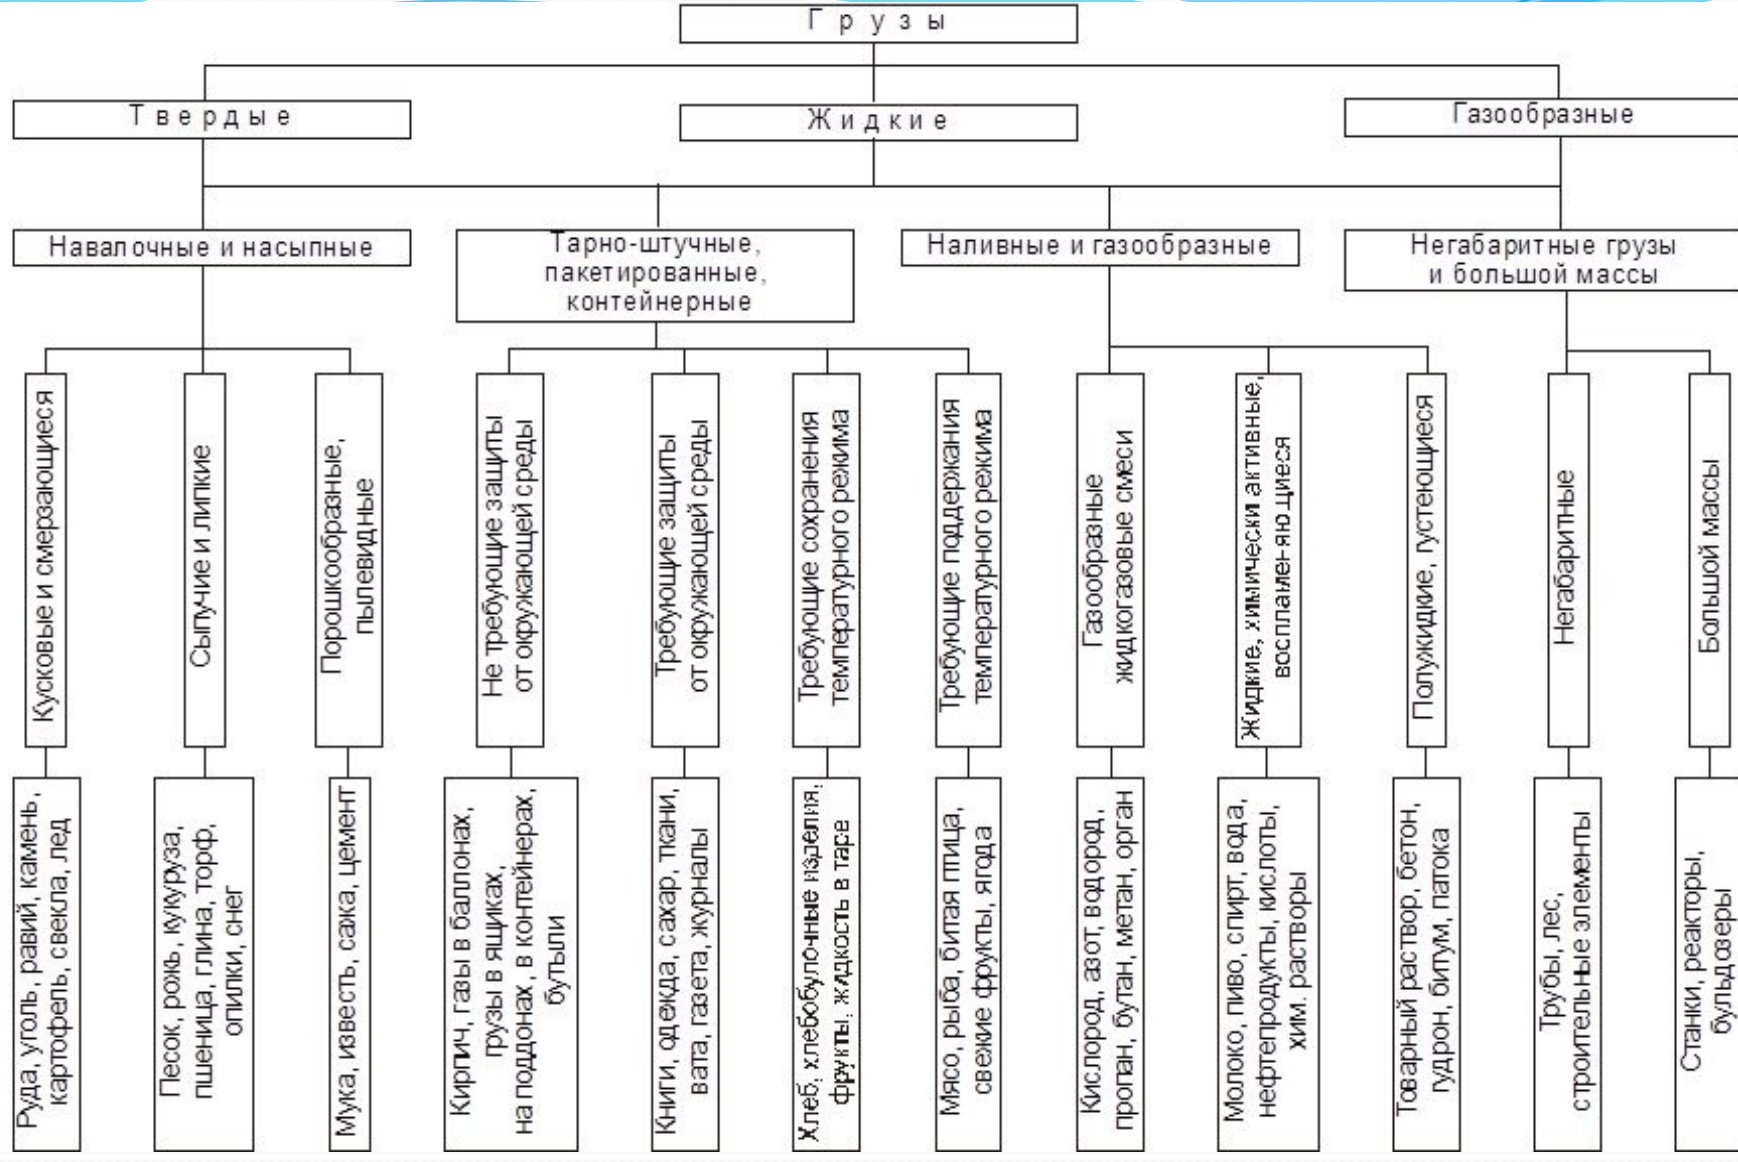 Грузы
Твердые
Жидкие
Газообразные
Навалочные и насыпные
Тарно-штучные,
пакетированные,
контейнерные
Наливные и газообразные
Негабаритные грузы
и большой массы
Кусковые и смерзающиеся
Сыпучие и липкие
Порошкообразные,
пылевидные
Не требующие защиты
от окружающей среды
Требующие защиты
от окружающей среды
Требующие сохранения
температурного режима
Требующие поддержания
температурного режима
Газообразные
жидкогазовые смеси
Жидкие, химически активные,
воспламеняющиеся
Полужидкие, густеющиеся
Негабаритные
Большой массы
Руда, уголь, равий, камень,
картофель, свекла, лед
Песок, рожь, кукуруза,
пшеница, глина, торф,
опилки, снег
Мука, известь, сажа, цемент
Кирпич, газы в баллонах,
грузы в ящиках,
на поддонах, в контейнерах,
бутыли
Книги, одежда, сахар, ткани,
вата, газета, журналы
Хлеб, хлебобулочные изделия,
фрукты, жидкость в таре
Мясо, рыба, битая птица,
свежие фрукты, ягода
Кислород, азот, водород,
пропан, бутан, метан, орган
Молоко, пиво, спирт, вода,
нефтепродукты, кислоты,
хим. растворы
Товарный раствор, бетон,
гудрон, битум, патока
Трубы, лес,
строительные элементы
Станки, реакторы,
бульдозеры